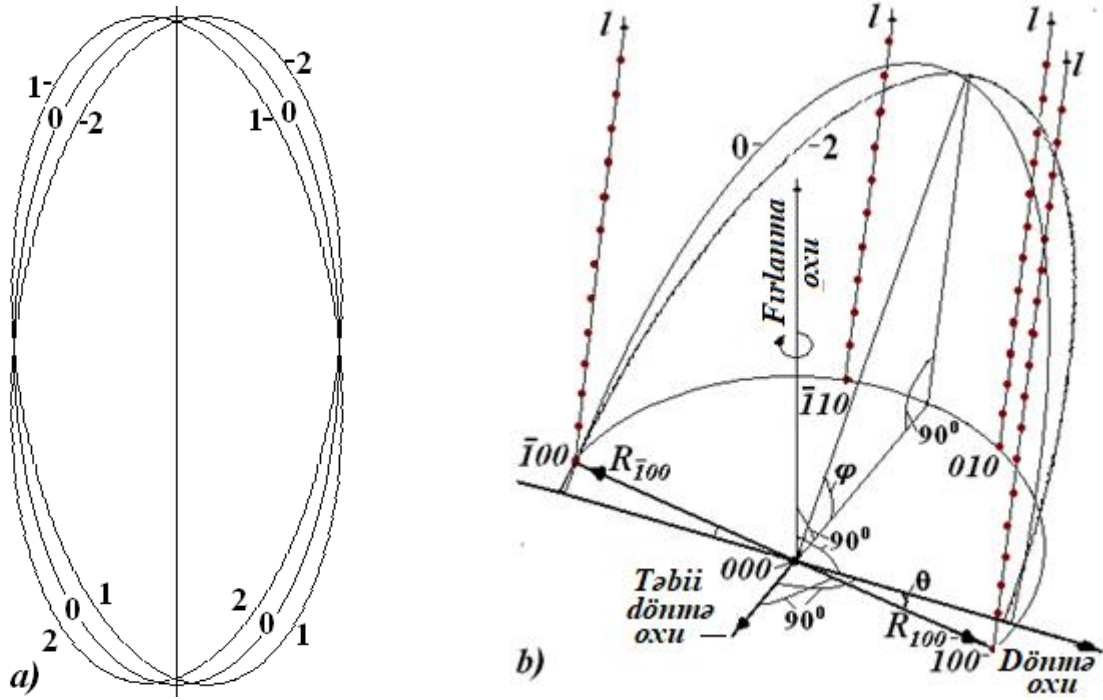 2
1
0 0
2 1
1 2
0 0
2 1
a)
l l l l
0 2
Fırlanma
oxu
1̅10
90⁰
1̅00
R1̅00
010
φ
90⁰
000
Təbii
dönmə
oxu
θ
90⁰
R100
100
Dönmə
oxu
b)